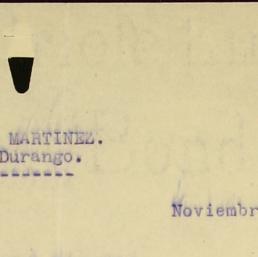 MARTINEZ.
Durango.
-------
Noviembr